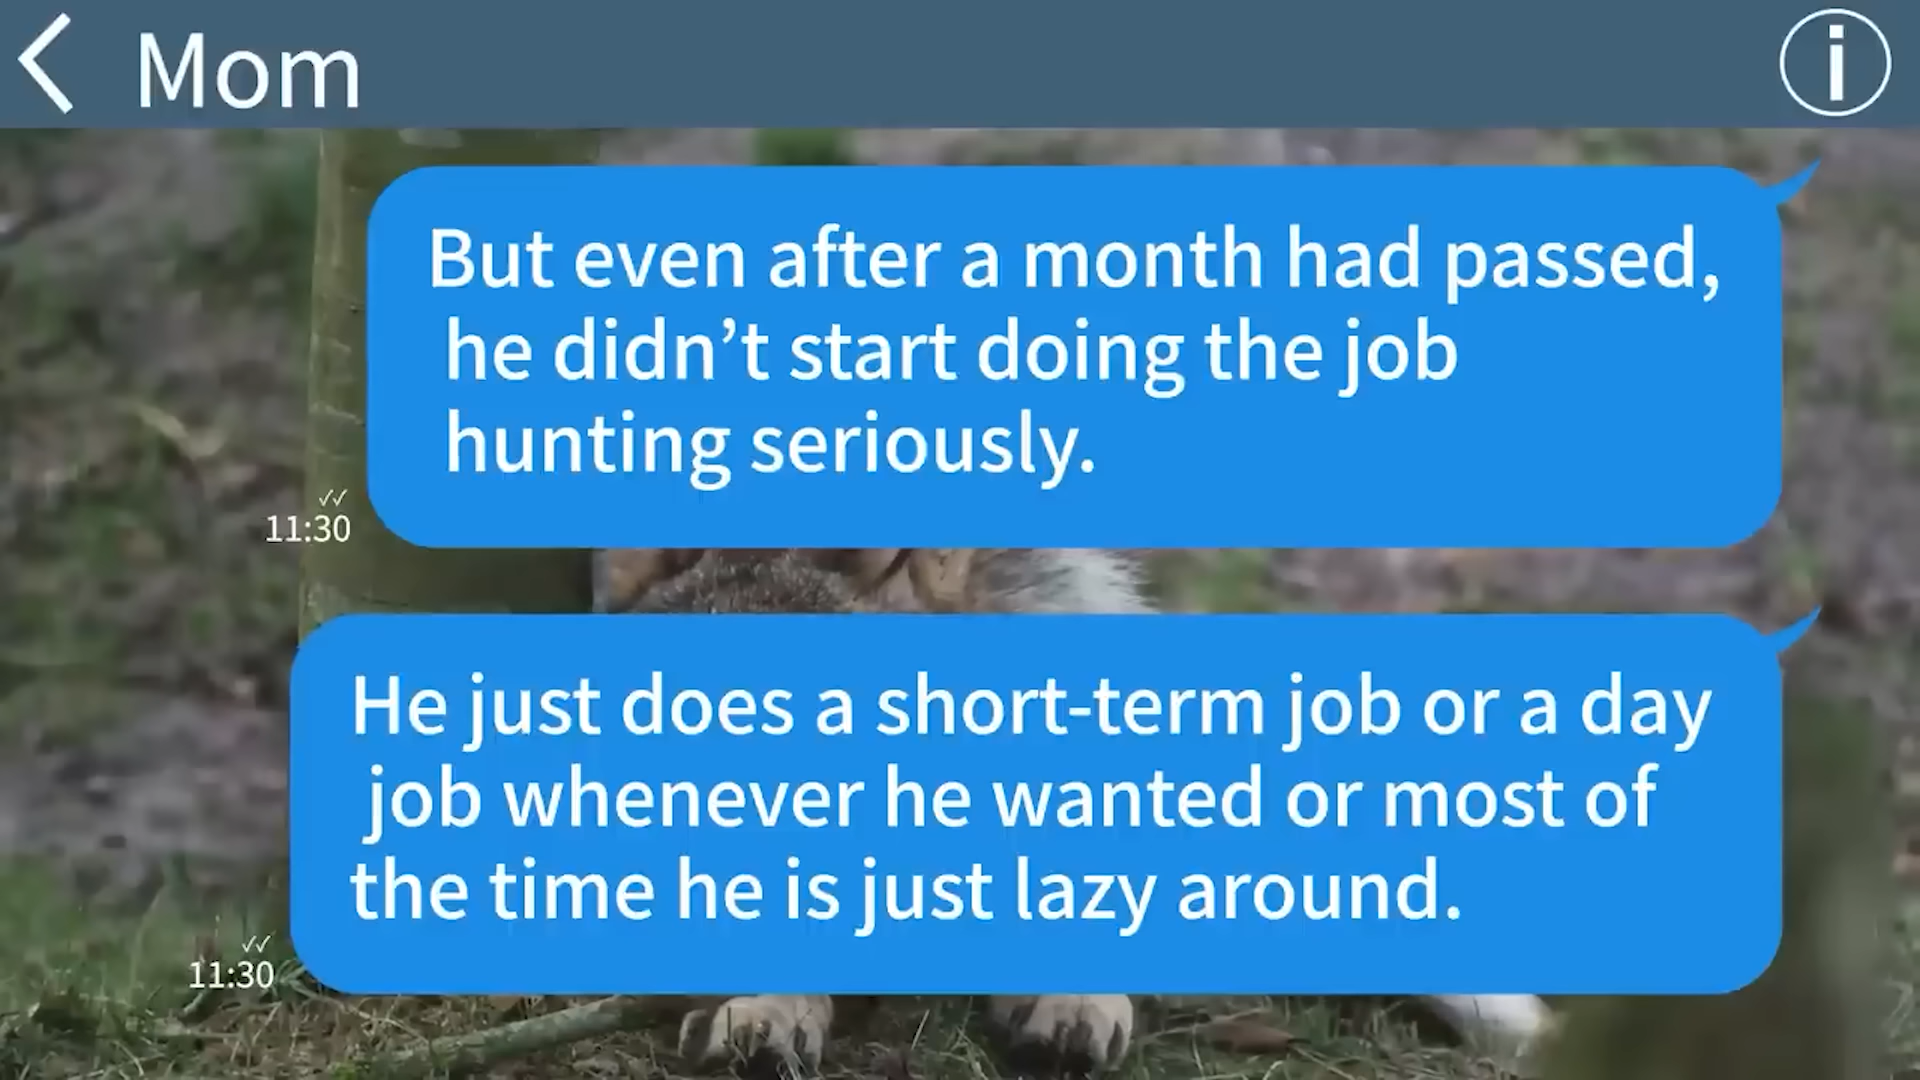 Mom
But even after a month had passed,
he didn’t start doing the job
hunting seriously.
11:30
He just does a short-term job or a day
job whenever he wanted or most of
the time he is just lazy around.
11:30